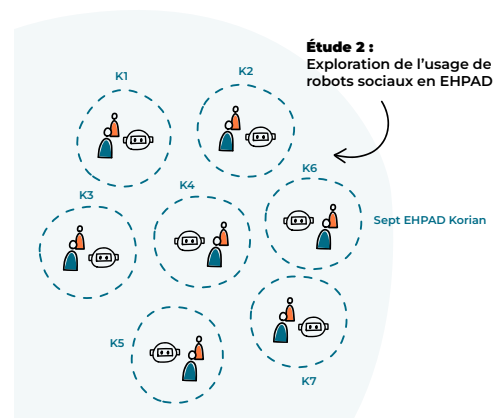 Étude 2 :
Exploration de l’usage de
robots sociaux en EHPAD
K1
K2
K3
K4
K6
Sept EHPAD Korian
K5
K7